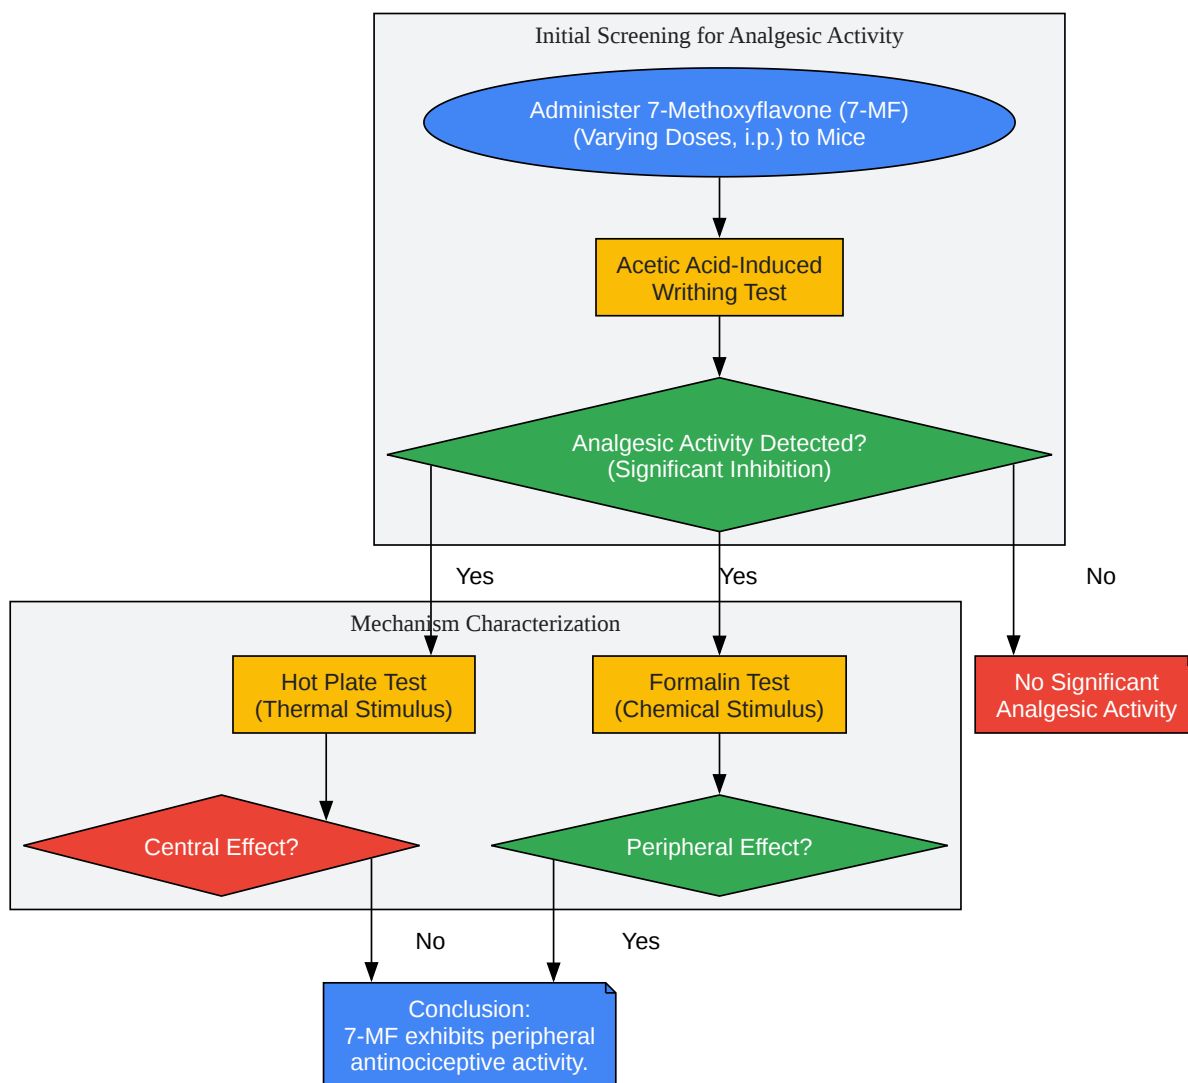 Initial Screening for Analgesic Activity
Administer 7-Methoxyflavone (7-MF)
(Varying Doses, i.p.) to Mice
Acetic Acid-Induced
Writhing Test
Analgesic Activity Detected?
(Significant Inhibition)
Yes
Yes
No
Mechanism Characterization
Hot Plate Test
(Thermal Stimulus)
Formalin Test
(Chemical Stimulus)
No Significant
Analgesic Activity
Central Effect?
Peripheral Effect?
No
Yes
Conclusion:
7-MF exhibits peripheral
antinociceptive activity.